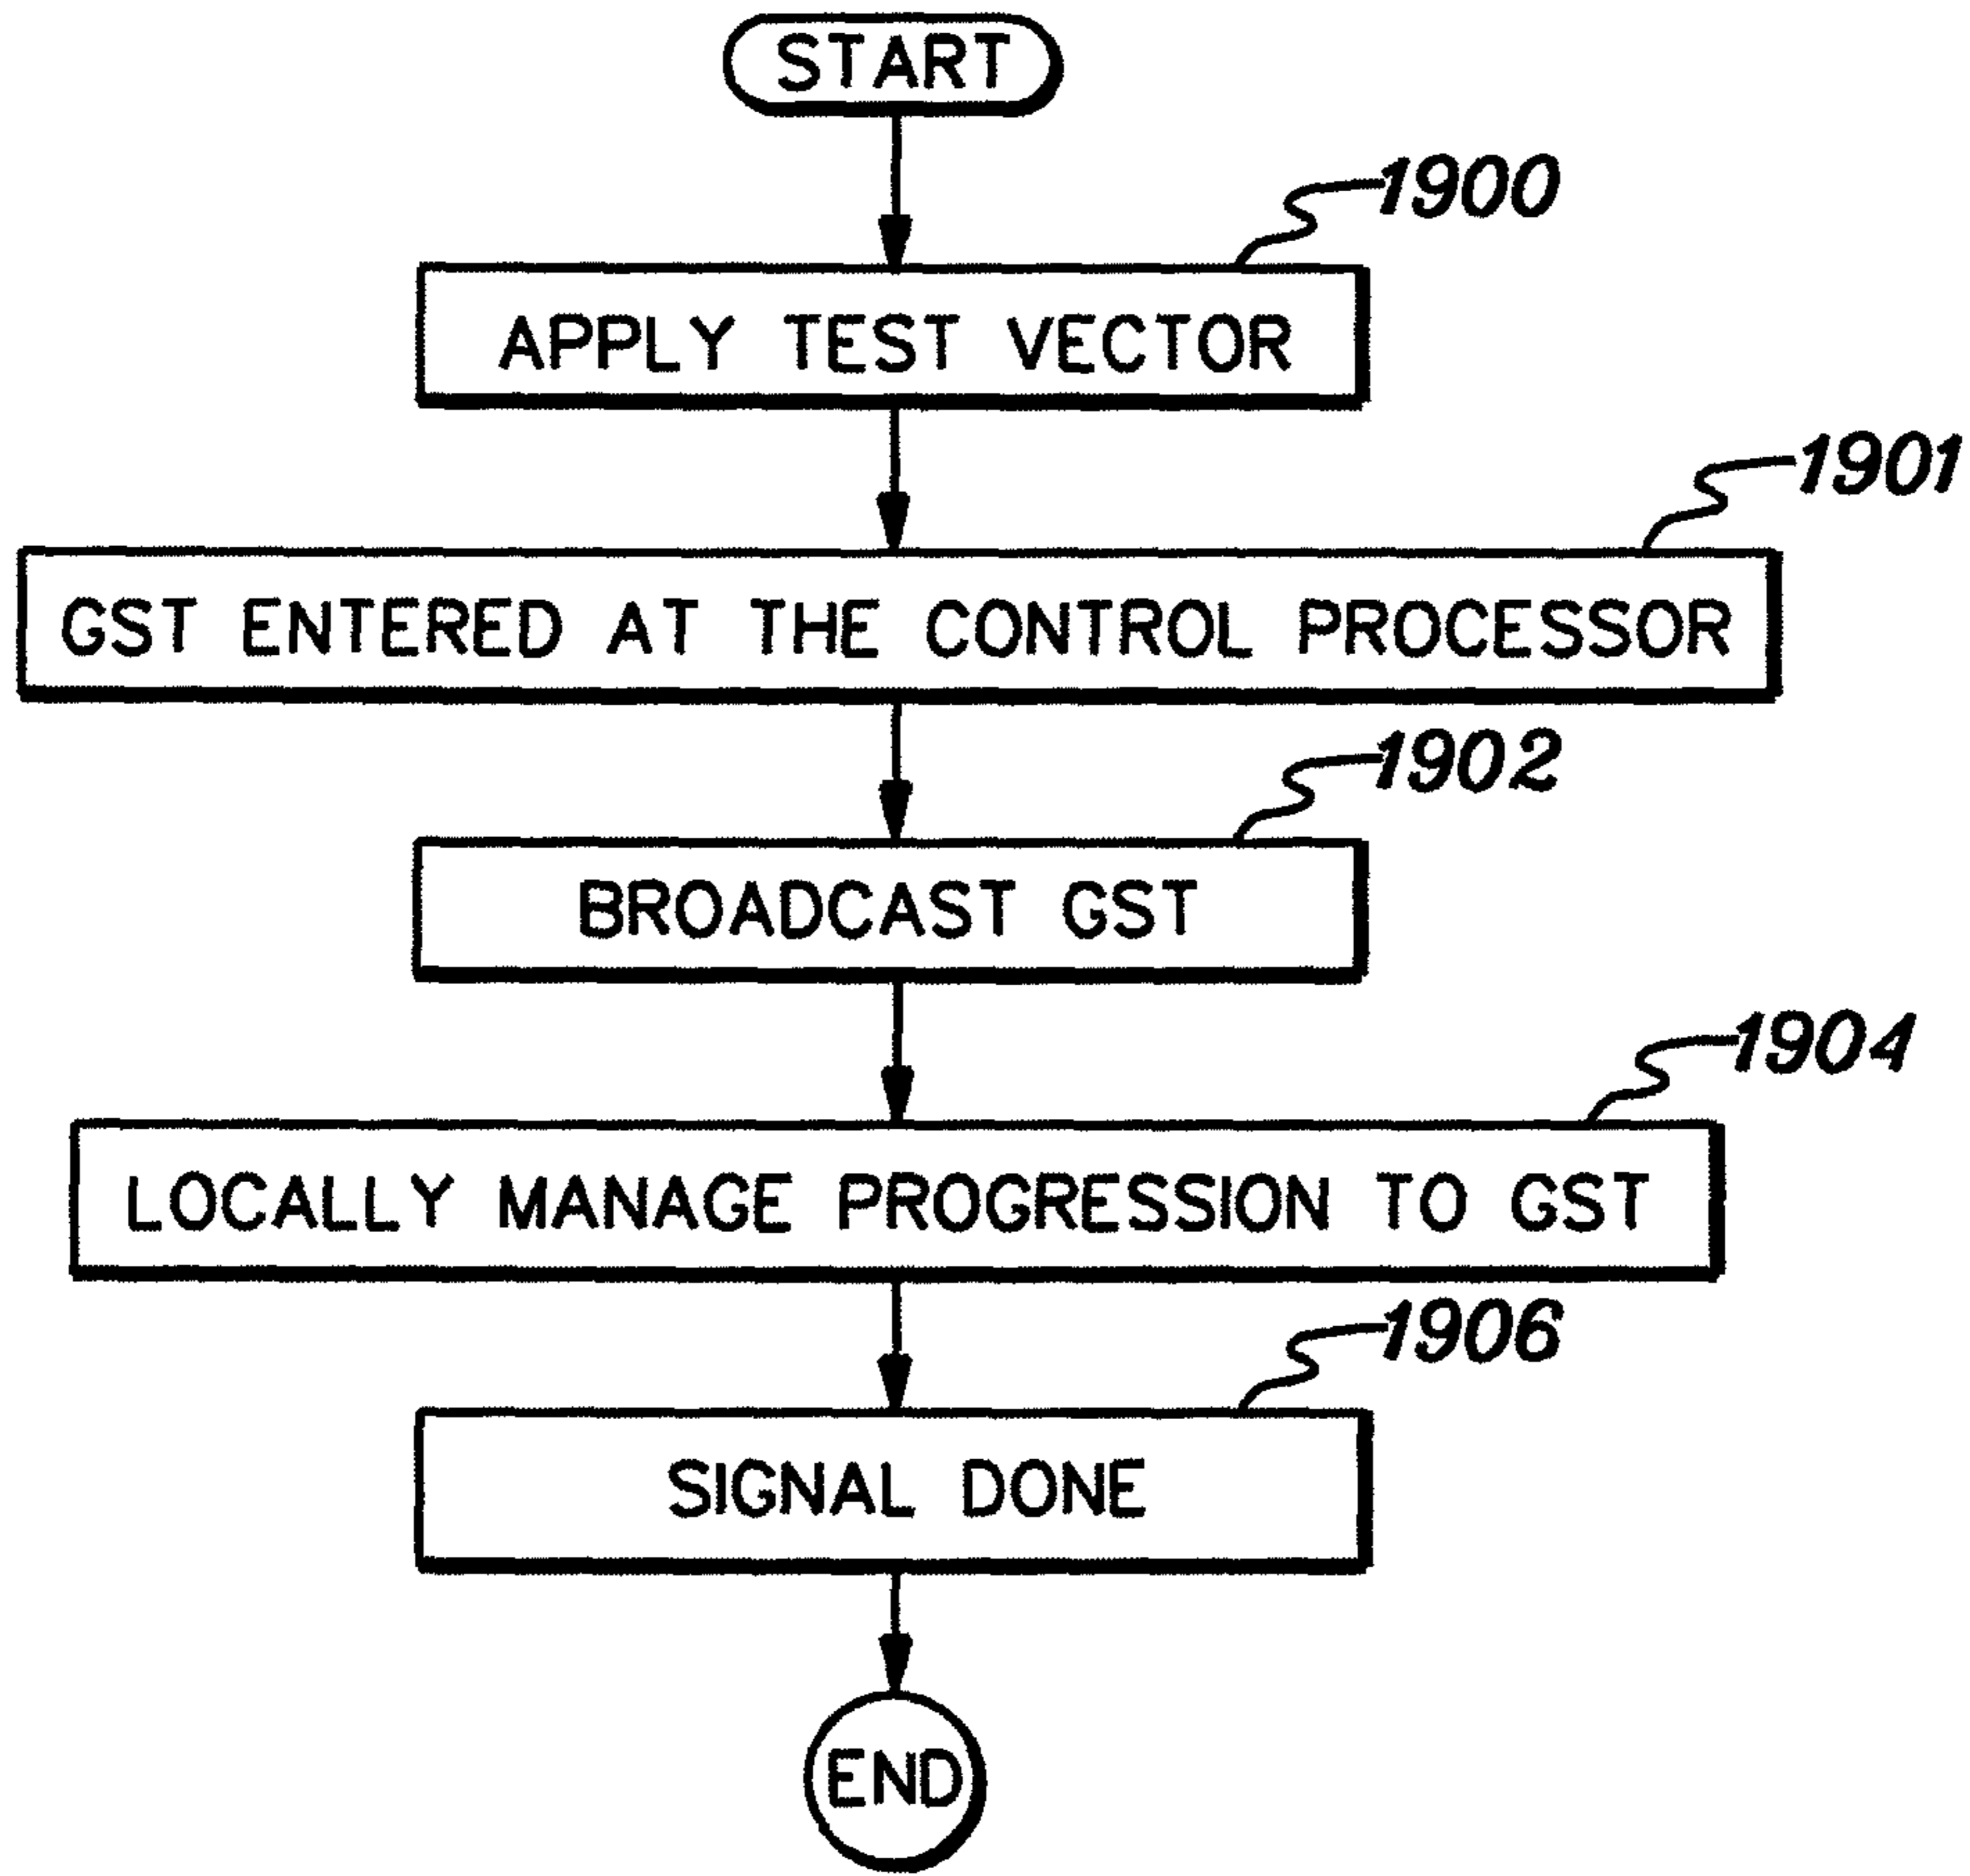 START
1900
APPLY TEST VECTOR
1901
GST ENTERED AT THE CONTROL PROCESSOR
1902
BROADCAST GST
1904
LOCALLY MANAGE PROGRESSION TO GST
1906
SIGNAL DONE
END